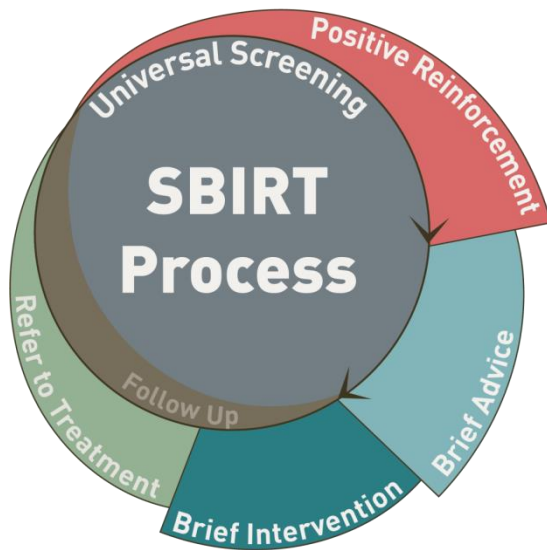 Universal Screening
SBIRT
Process
Positive Reinforcement
Brief Advice
Brief Intervention
Refer to Treatment
Follow Up